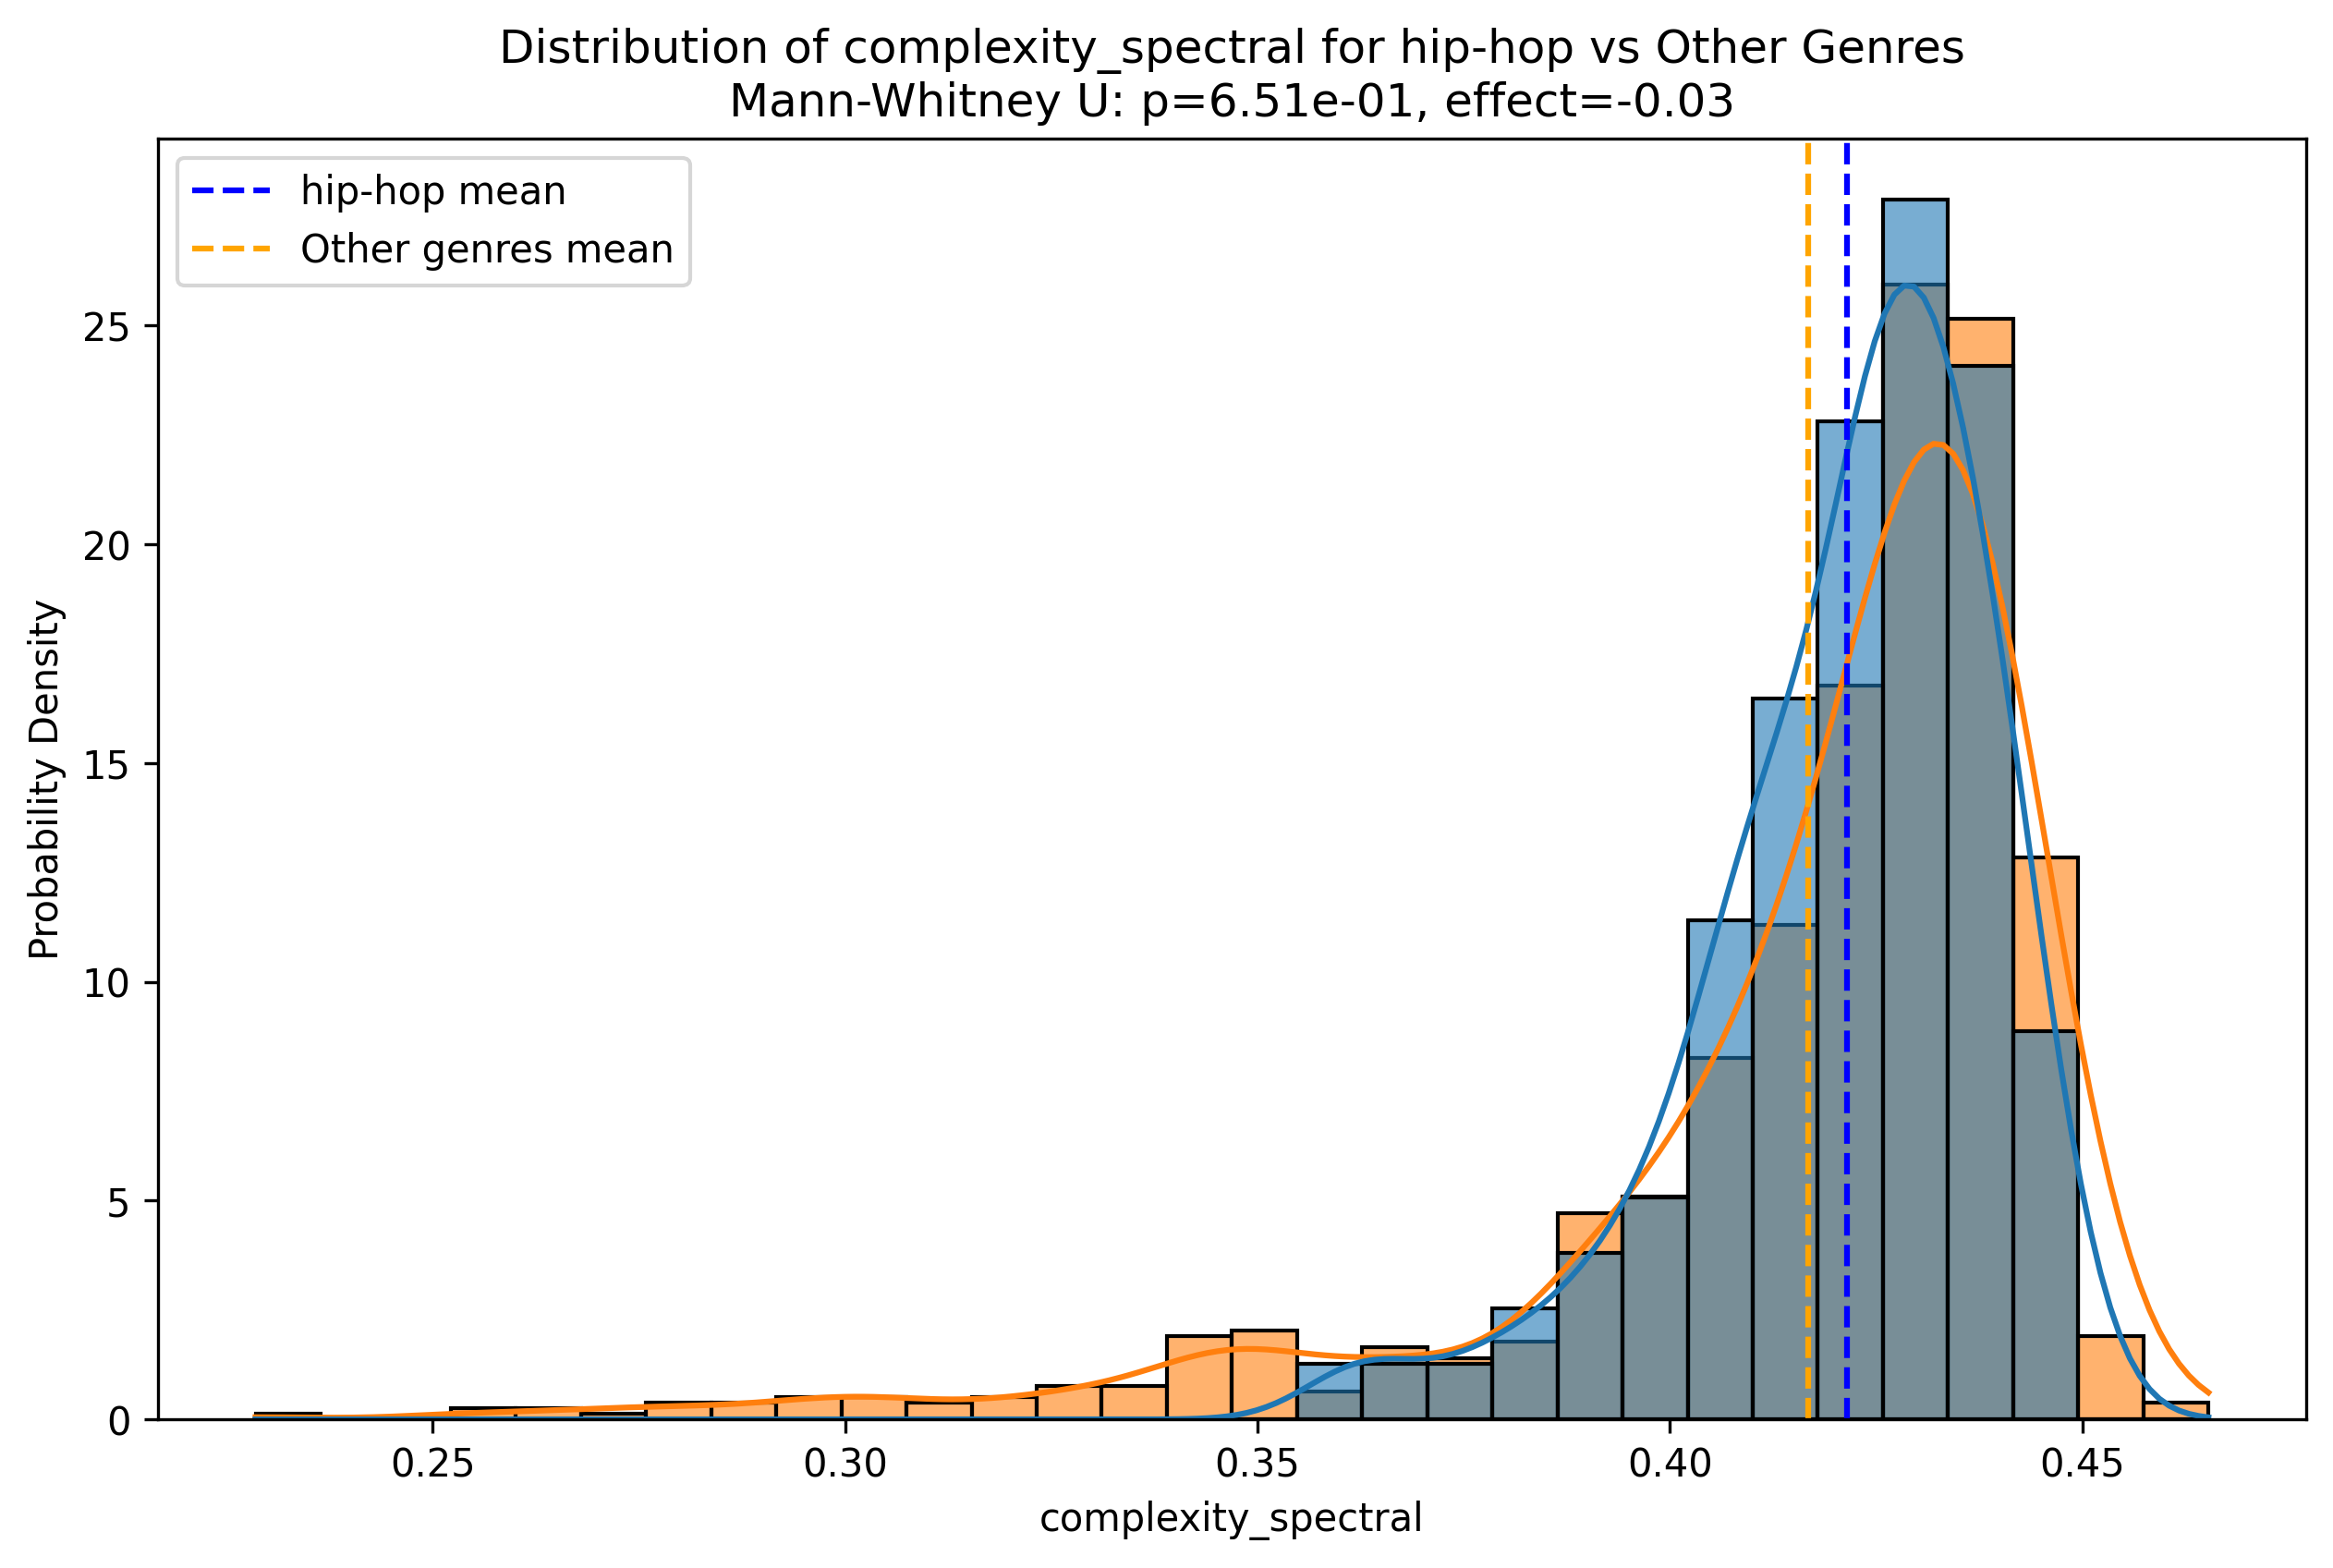 Distribution of complexity_spectral for hip-hop vs Other Genres
Mann-Whitney U: p=6.51e-01, effect=-0.03
hip-hop mean
Other genres mean
25
20
15
10
5
0
Probability Density
0.25
0.30
0.35
0.40
0.45
complexity_spectral